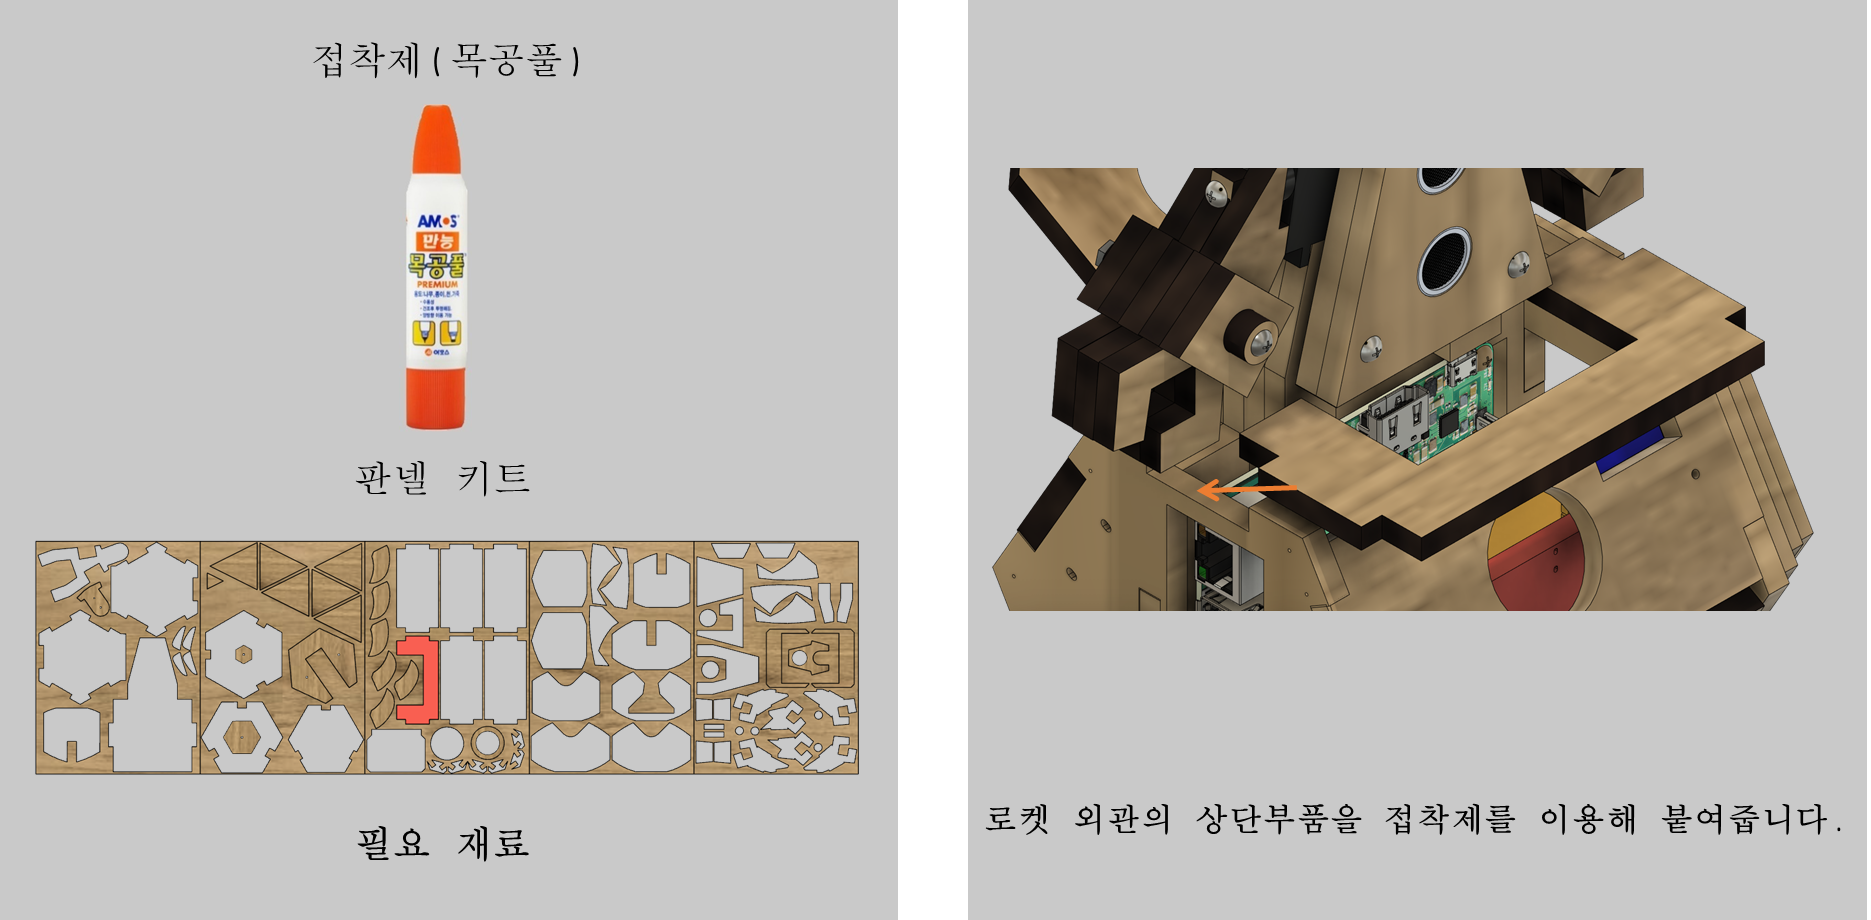 접착제(목공풀)
AMOS
만능
목공풀
PREMIUM
판넬 키트
필요 재료
로켓 외관의 상단부품을 접착제를 이용해 붙여줍니다.